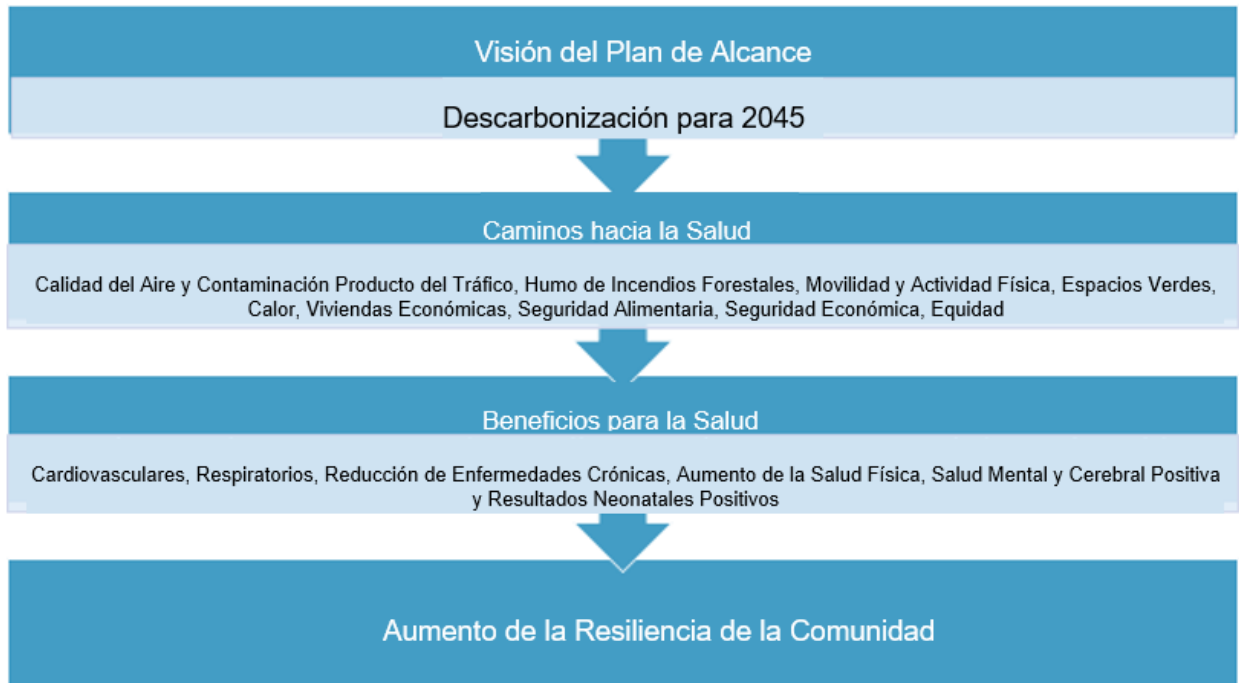 Visión del Plan de Alcance
Descarbonización para 2045
Caminos hacia la Salud
Calidad del Aire y Contaminación Producto del Tráfico, Humo de Incendios Forestales, Movilidad y Actividad Física, Espacios Verdes,
Calor, Viviendas Económicas, Seguridad Alimentaria, Seguridad Económica, Equidad
Beneficios para la Salud
Cardiovasculares, Respiratorios, Reducción de Enfermedades Crónicas, Aumento de la Salud Física, Salud Mental y Cerebral Positiva
y Resultados Neonatales Positivos
Aumento de la Resiliencia de la Comunidad